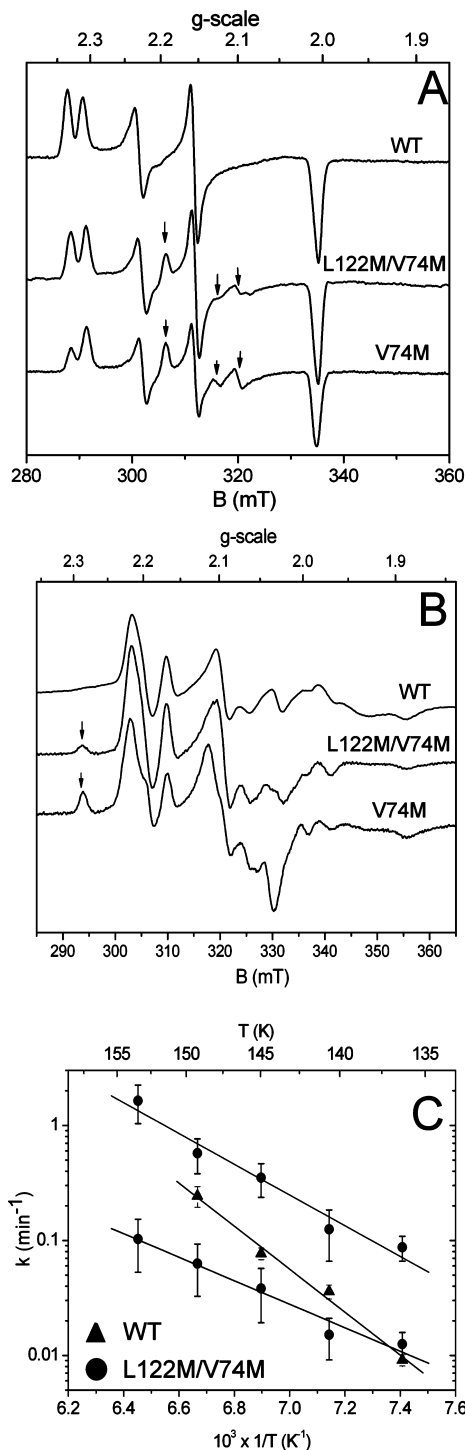 g-scale
2.3 2.2 2.1 2.0 1.9
A
WT
L122M/V74M
V74M
280 300 320 340 360
B (mT)
g-scale
2.3 2.2 2.1 2.0 1.9
B
WT
L122M/V74M
V74M
290 300 310 320 330 340 350 360
B (mT)
T (K)
155 150 145 140 135
C
1
0.1
0.01
k (min⁻¹)
WT
L122M/V74M
6.2 6.4 6.6 6.8 7.0 7.2 7.4 7.6
10³ x 1/T (K⁻¹)